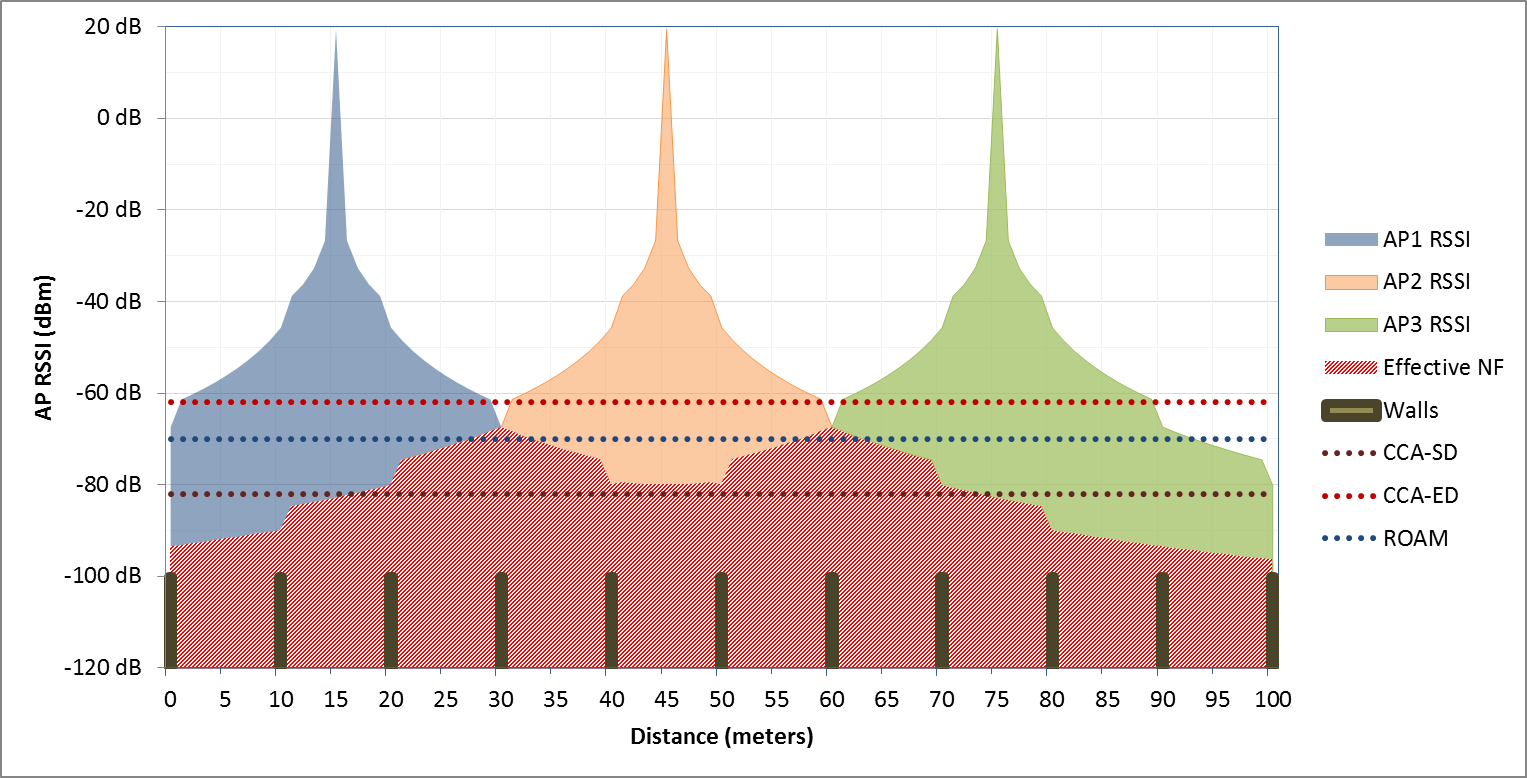 20 dB
0 dB
-20 dB
-40 dB
-60 dB
-80 dB
-100 dB
-120 dB
AP RSSI (dBm)
0 5 10 15 20 25 30 35 40 45 50 55 60 65 70 75 80 85 90 95 100
Distance (meters)
AP1 RSSI
AP2 RSSI
AP3 RSSI
Effective NF
Walls
CCA-SD
CCA-ED
ROAM